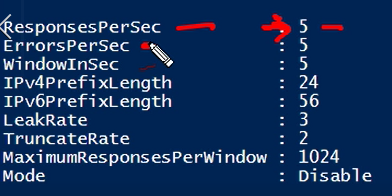 ResponsesPerSec : 5
ErrorsPerSec : 5
WindowInSec : 5
IPv4PrefixLength : 24
IPv6PrefixLength : 56
LeakRate : 3
TruncateRate : 2
MaximumResponsesPerWindow : 1024
Mode : Disable